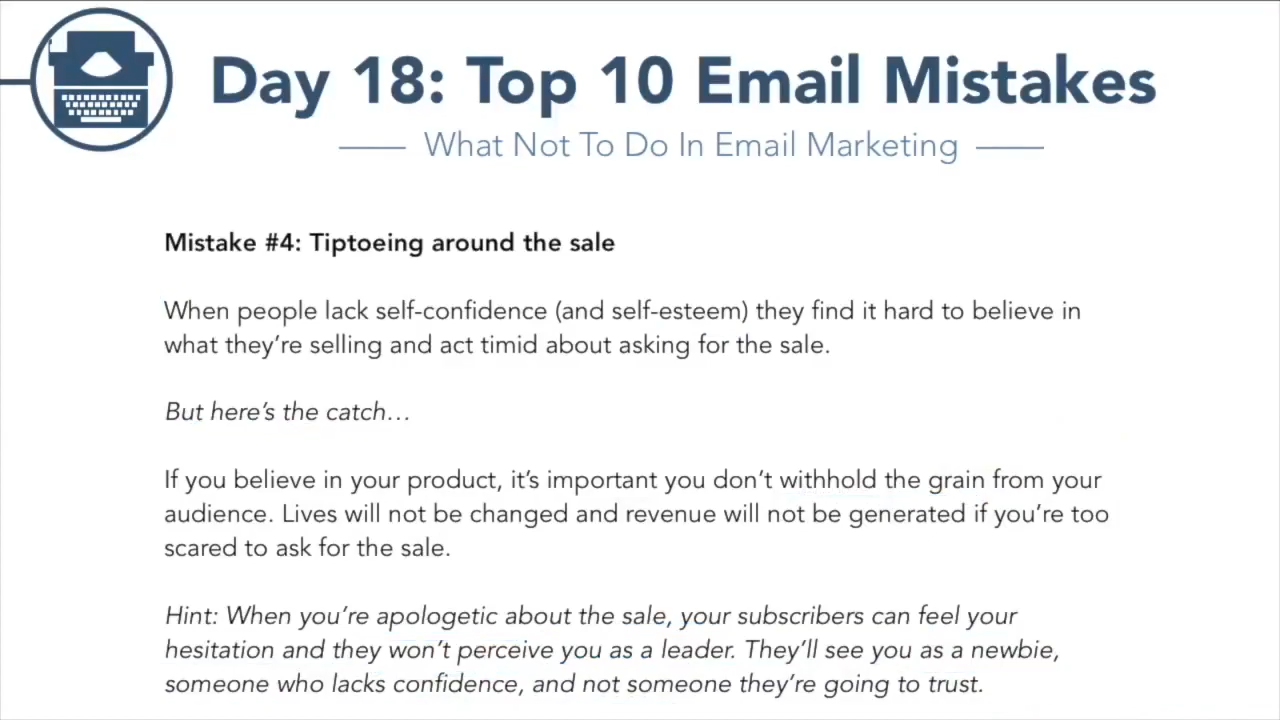 Day 18: Top 10 Email Mistakes
What Not To Do In Email Marketing
Mistake #4: Tiptoeing around the sale
When people lack self-confidence (and self-esteem) they find it hard to believe in
what they're selling and act timid about asking for the sale.
But here's the catch…
If you believe in your product, it's important you don't withhold the grain from your
audience. Lives will not be changed and revenue will not be generated if you're too
scared to ask for the sale.
Hint: When you're apologetic about the sale, your subscribers can feel your
hesitation and they won't perceive you as a leader. They'll see you as a newbie,
someone who lacks confidence, and not someone they're going to trust.